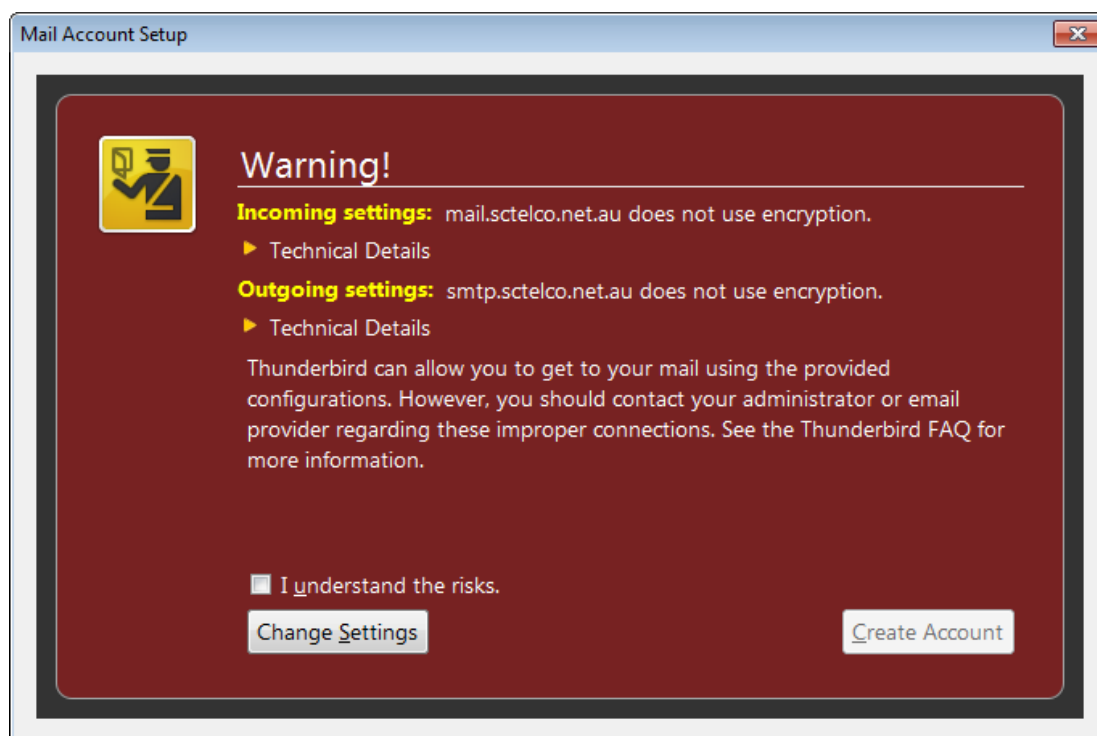 Mail Account Setup
Warning!
Incoming settings: mail.sctelco.net.au does not use encryption.
Technical Details
Outgoing settings: smtp.sctelco.net.au does not use encryption.
Technical Details
Thunderbird can allow you to get to your mail using the provided
configurations. However, you should contact your administrator or email
provider regarding these improper connections. See the Thunderbird FAQ for
more information.
I understand the risks.
Change Settings
Create Account